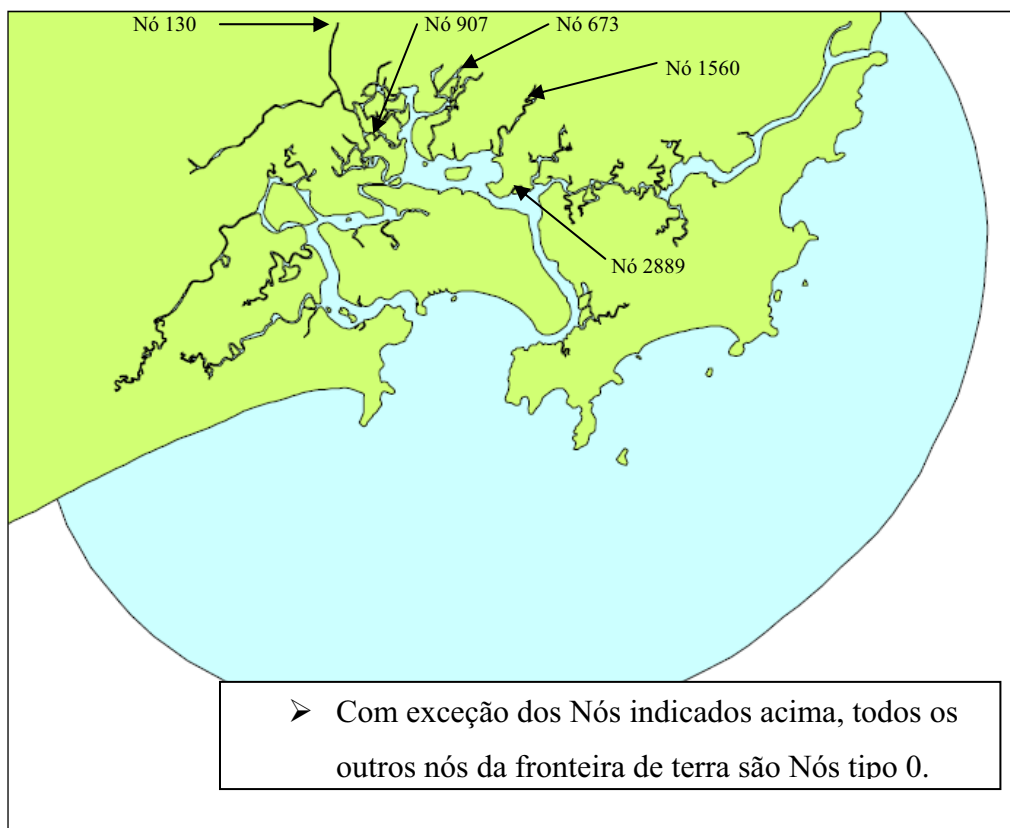 Nó 130
Nó 907
Nó 673
Nó 1560
Nó 2889
➢ Com exceção dos Nós indicados acima, todos os
outros nós da fronteira de terra são Nós tipo 0.